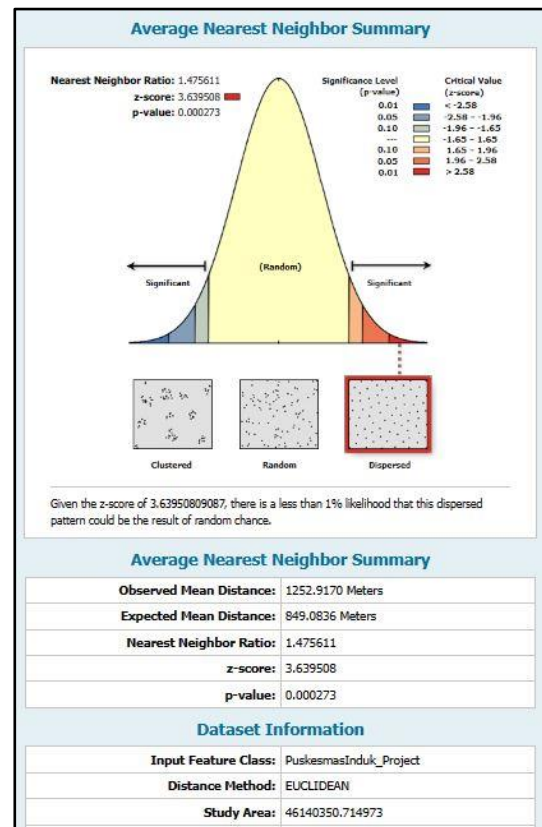 Average Nearest Neighbor Summary
Nearest Neighbor Ratio: 1.475611
z-score: 3.639508
p-value: 0.000273
Significance Level (p-value)
Critical Value (z-score)
0.01 < -2.58
0.05 -2.58 - -1.96
0.10 -1.96 - -1.65
--- -1.65 - 1.65
0.10 1.65 - 1.96
0.05 1.96 - 2.58
0.01 > 2.58
(Random)
Significant
Significant
Clustered
Random
Dispersed
Given the z-score of 3.63950809087, there is a less than 1% likelihood that this dispersed
pattern could be the result of random chance.
Average Nearest Neighbor Summary
Observed Mean Distance: 1252.9170 Meters
Expected Mean Distance: 849.0836 Meters
Nearest Neighbor Ratio: 1.475611
z-score: 3.639508
p-value: 0.000273
Dataset Information
Input Feature Class: PuskesmasInduk_Project
Distance Method: EUCLIDEAN
Study Area: 46140350.714973